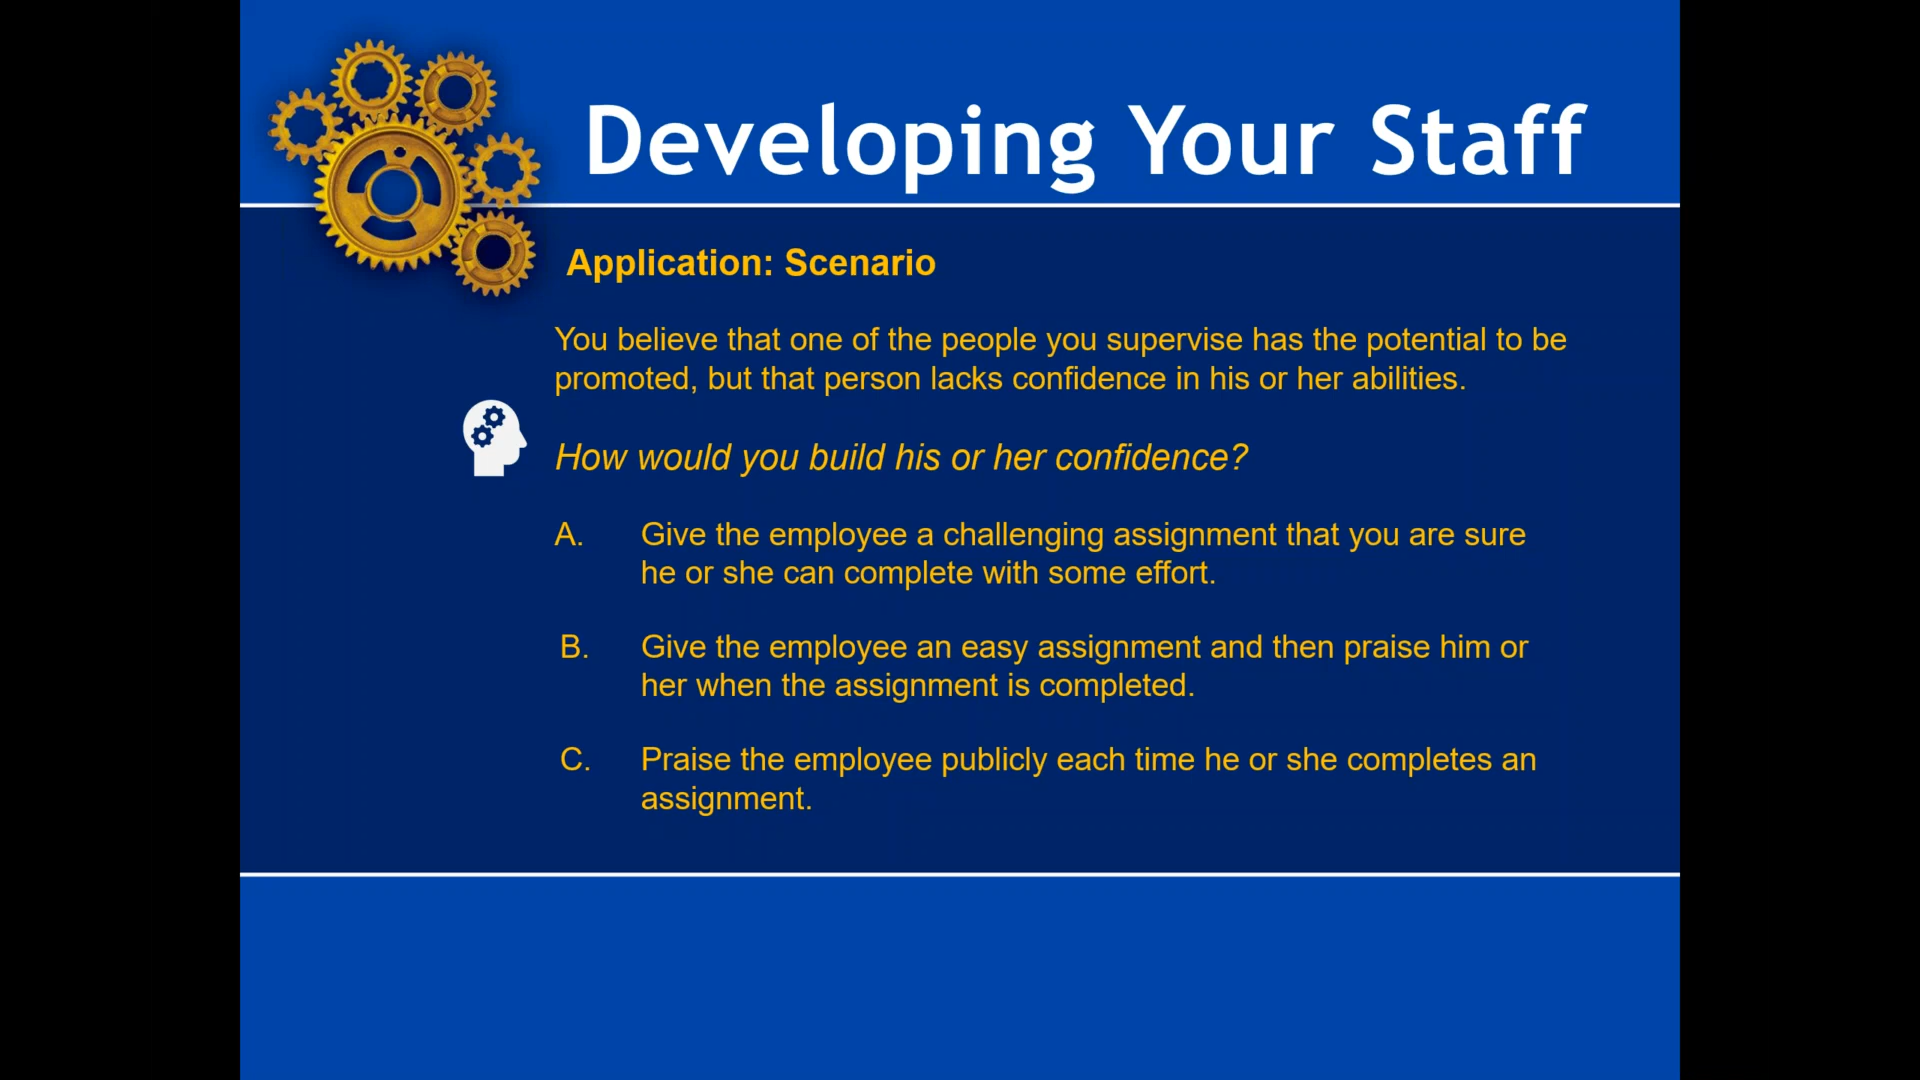 Developing Your Staff
Application: Scenario
You believe that one of the people you supervise has the potential to be
promoted, but that person lacks confidence in his or her abilities.
How would you build his or her confidence?
A. Give the employee a challenging assignment that you are sure
he or she can complete with some effort.
B. Give the employee an easy assignment and then praise him or
her when the assignment is completed.
C. Praise the employee publicly each time he or she completes an
assignment.